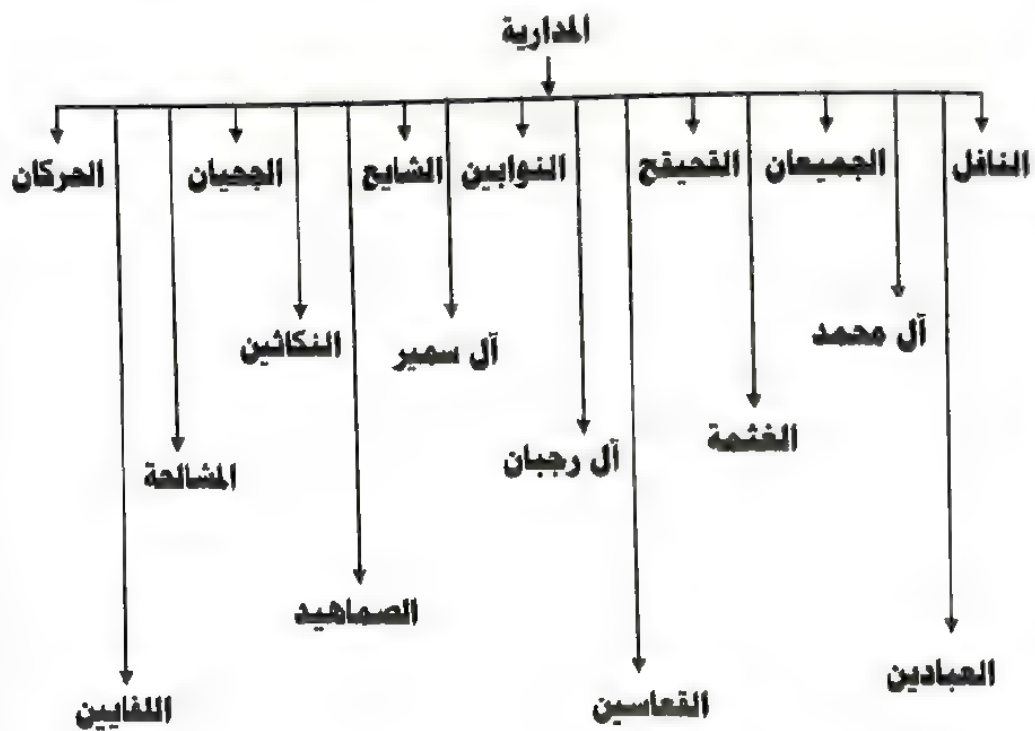 المدارية
النافل الجميعان القحيقح النوابين الشايع الجحيان الحركان
آل محمد آل سمير النكاثين
الغثمة آل رجبان المشالحة
الصماهيد
العبادين القعاسين اللفايين